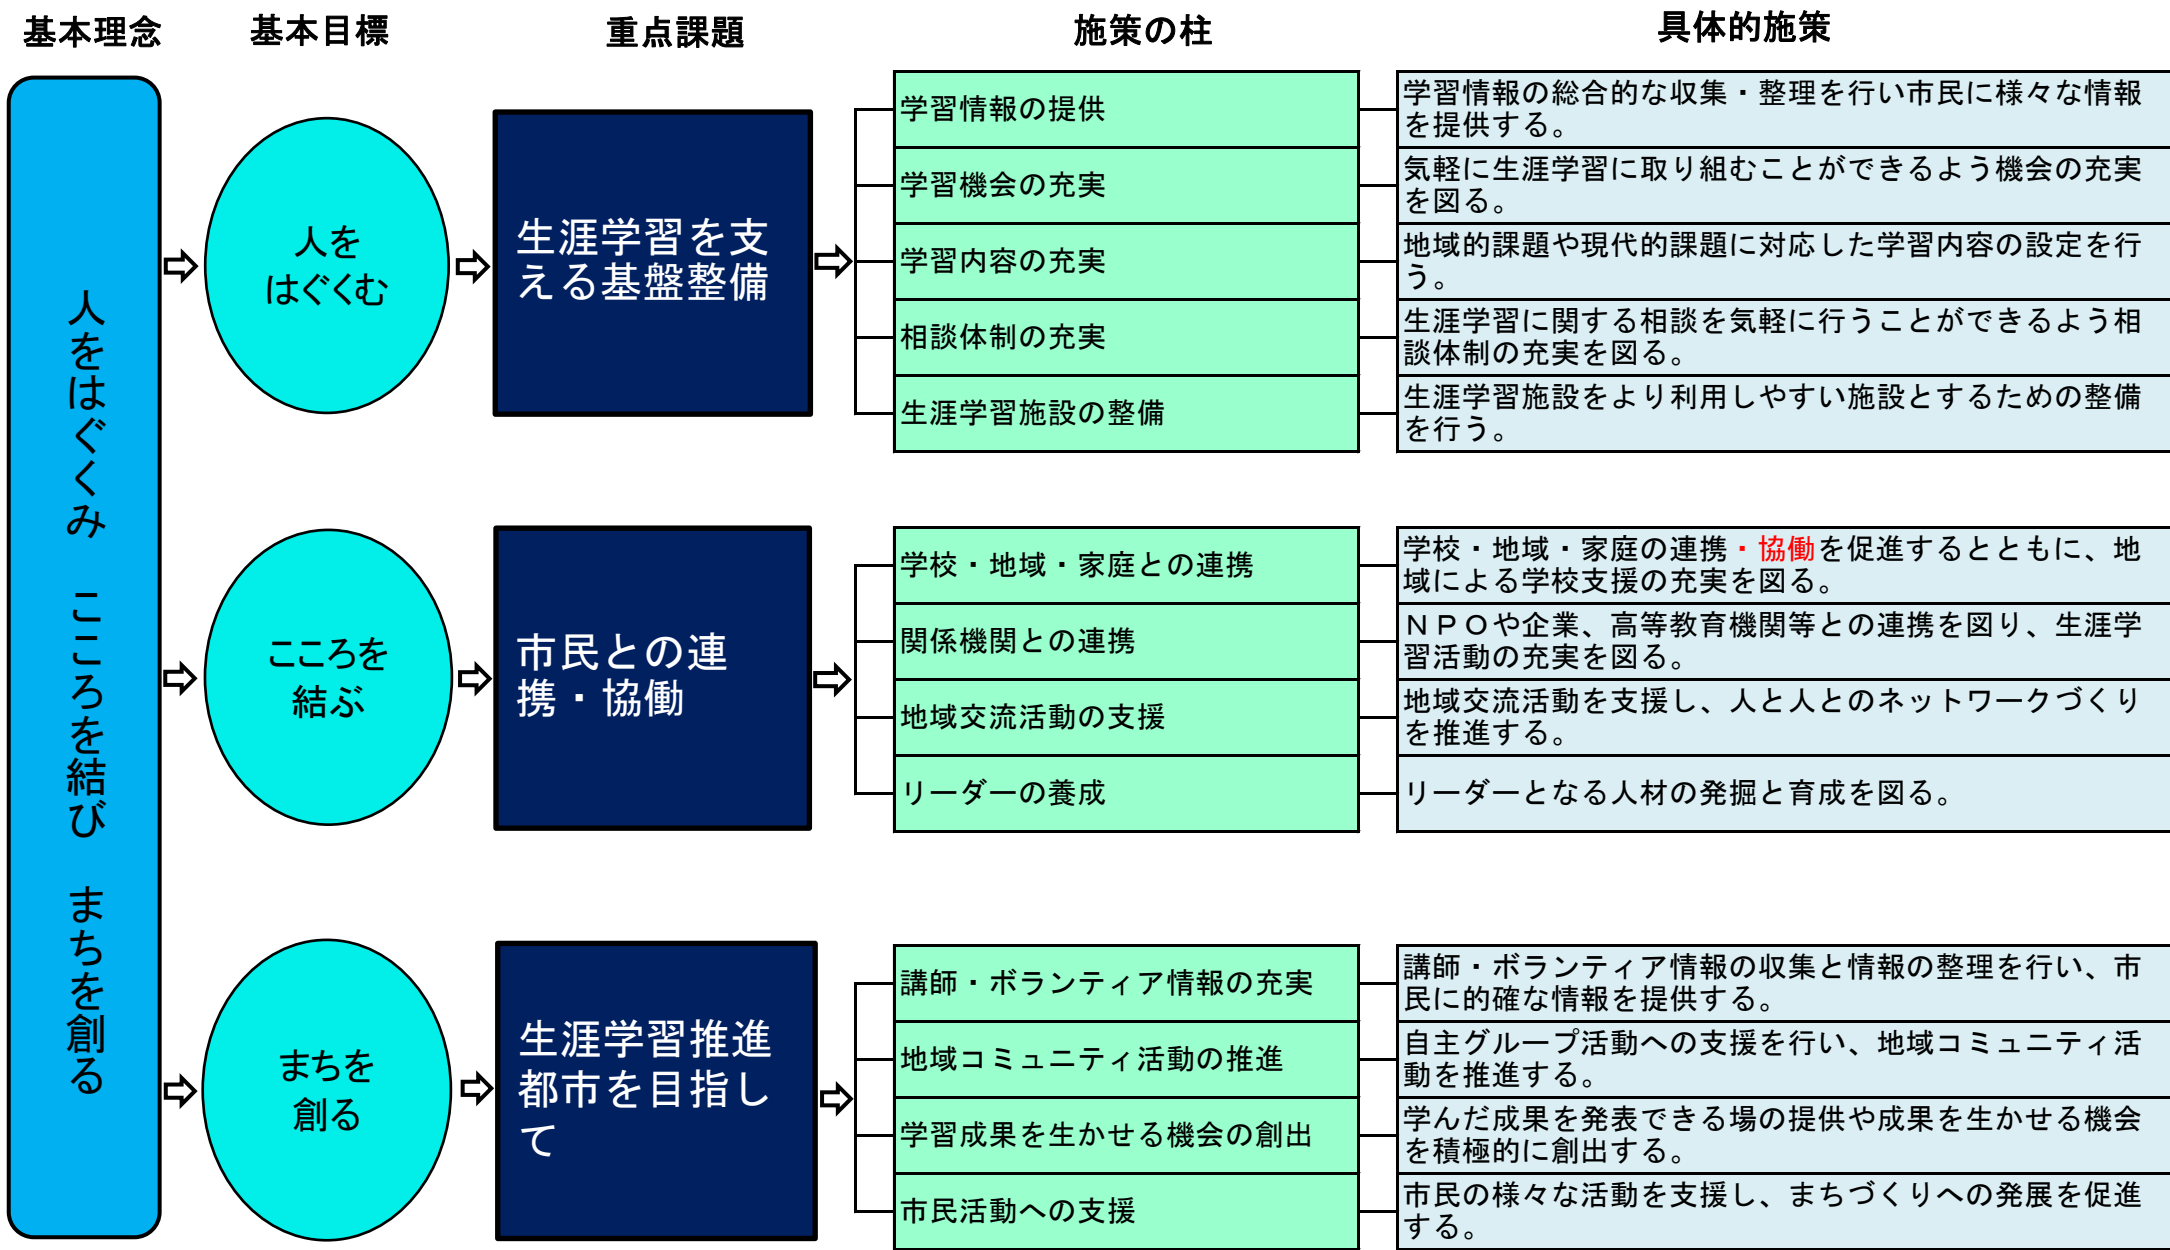 基本理念
基本目標
重点課題
施策の柱
具体的施策
人をはぐくみ　こころを結び　まちを創る
人を
はぐくむ
生涯学習を支
える基盤整備
学習情報の提供
学習情報の総合的な収集・整理を行い市民に様々な情報
を提供する。
学習機会の充実
気軽に生涯学習に取り組むことができるよう機会の充実
を図る。
学習内容の充実
地域的課題や現代的課題に対応した学習内容の設定を行
う。
相談体制の充実
生涯学習に関する相談を気軽に行うことができるよう相
談体制の充実を図る。
生涯学習施設の整備
生涯学習施設をより利用しやすい施設とするための整備
を行う。
こころを
結ぶ
市民との連
携・協働
学校・地域・家庭との連携
学校・地域・家庭の連携・協働を促進するとともに、地
域による学校支援の充実を図る。
関係機関との連携
ＮＰＯや企業、高等教育機関等との連携を図り、生涯学
習活動の充実を図る。
地域交流活動の支援
地域交流活動を支援し、人と人とのネットワークづくり
を推進する。
リーダーの養成
リーダーとなる人材の発掘と育成を図る。
まちを
創る
生涯学習推進
都市を目指し
て
講師・ボランティア情報の充実
講師・ボランティア情報の収集と情報の整理を行い、市
民に的確な情報を提供する。
地域コミュニティ活動の推進
自主グループ活動への支援を行い、地域コミュニティ活
動を推進する。
学習成果を生かせる機会の創出
学んだ成果を発表できる場の提供や成果を生かせる機会
を積極的に創出する。
市民活動への支援
市民の様々な活動を支援し、まちづくりへの発展を促進
する。